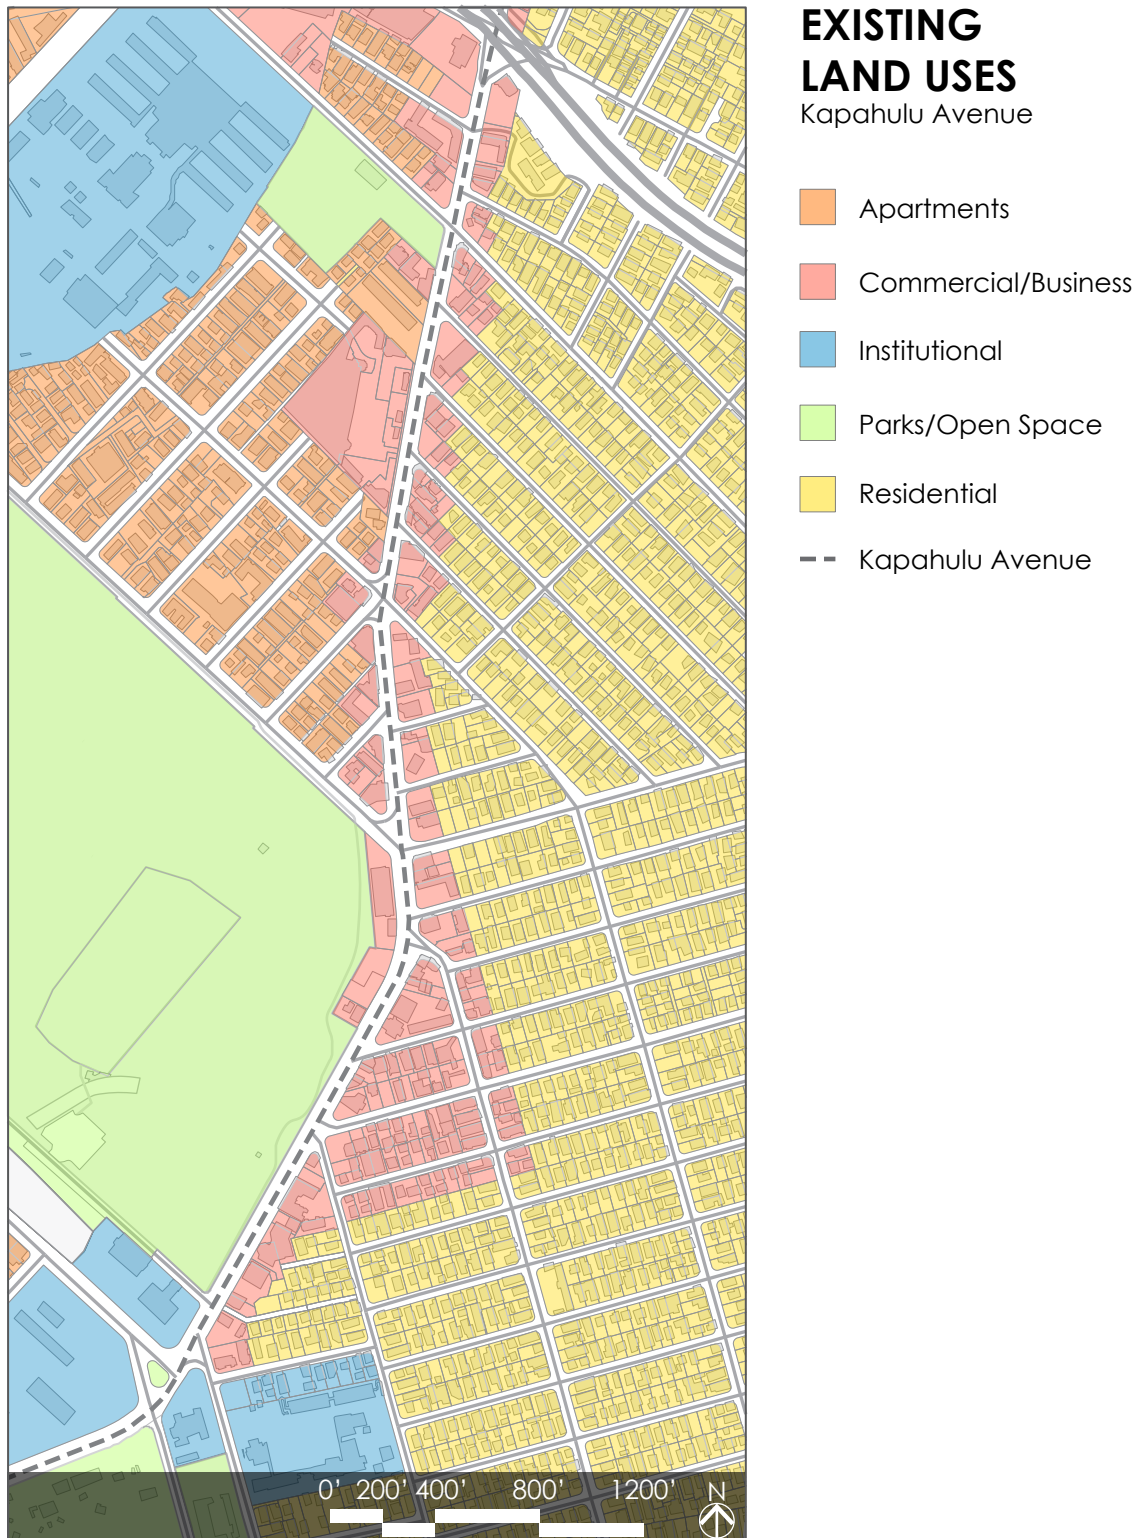 EXISTING
LAND USES
Kapahulu Avenue
Apartments
Commercial/Business
Institutional
Parks/Open Space
Residential
Kapahulu Avenue
0' 200' 400' 800' 1200' N